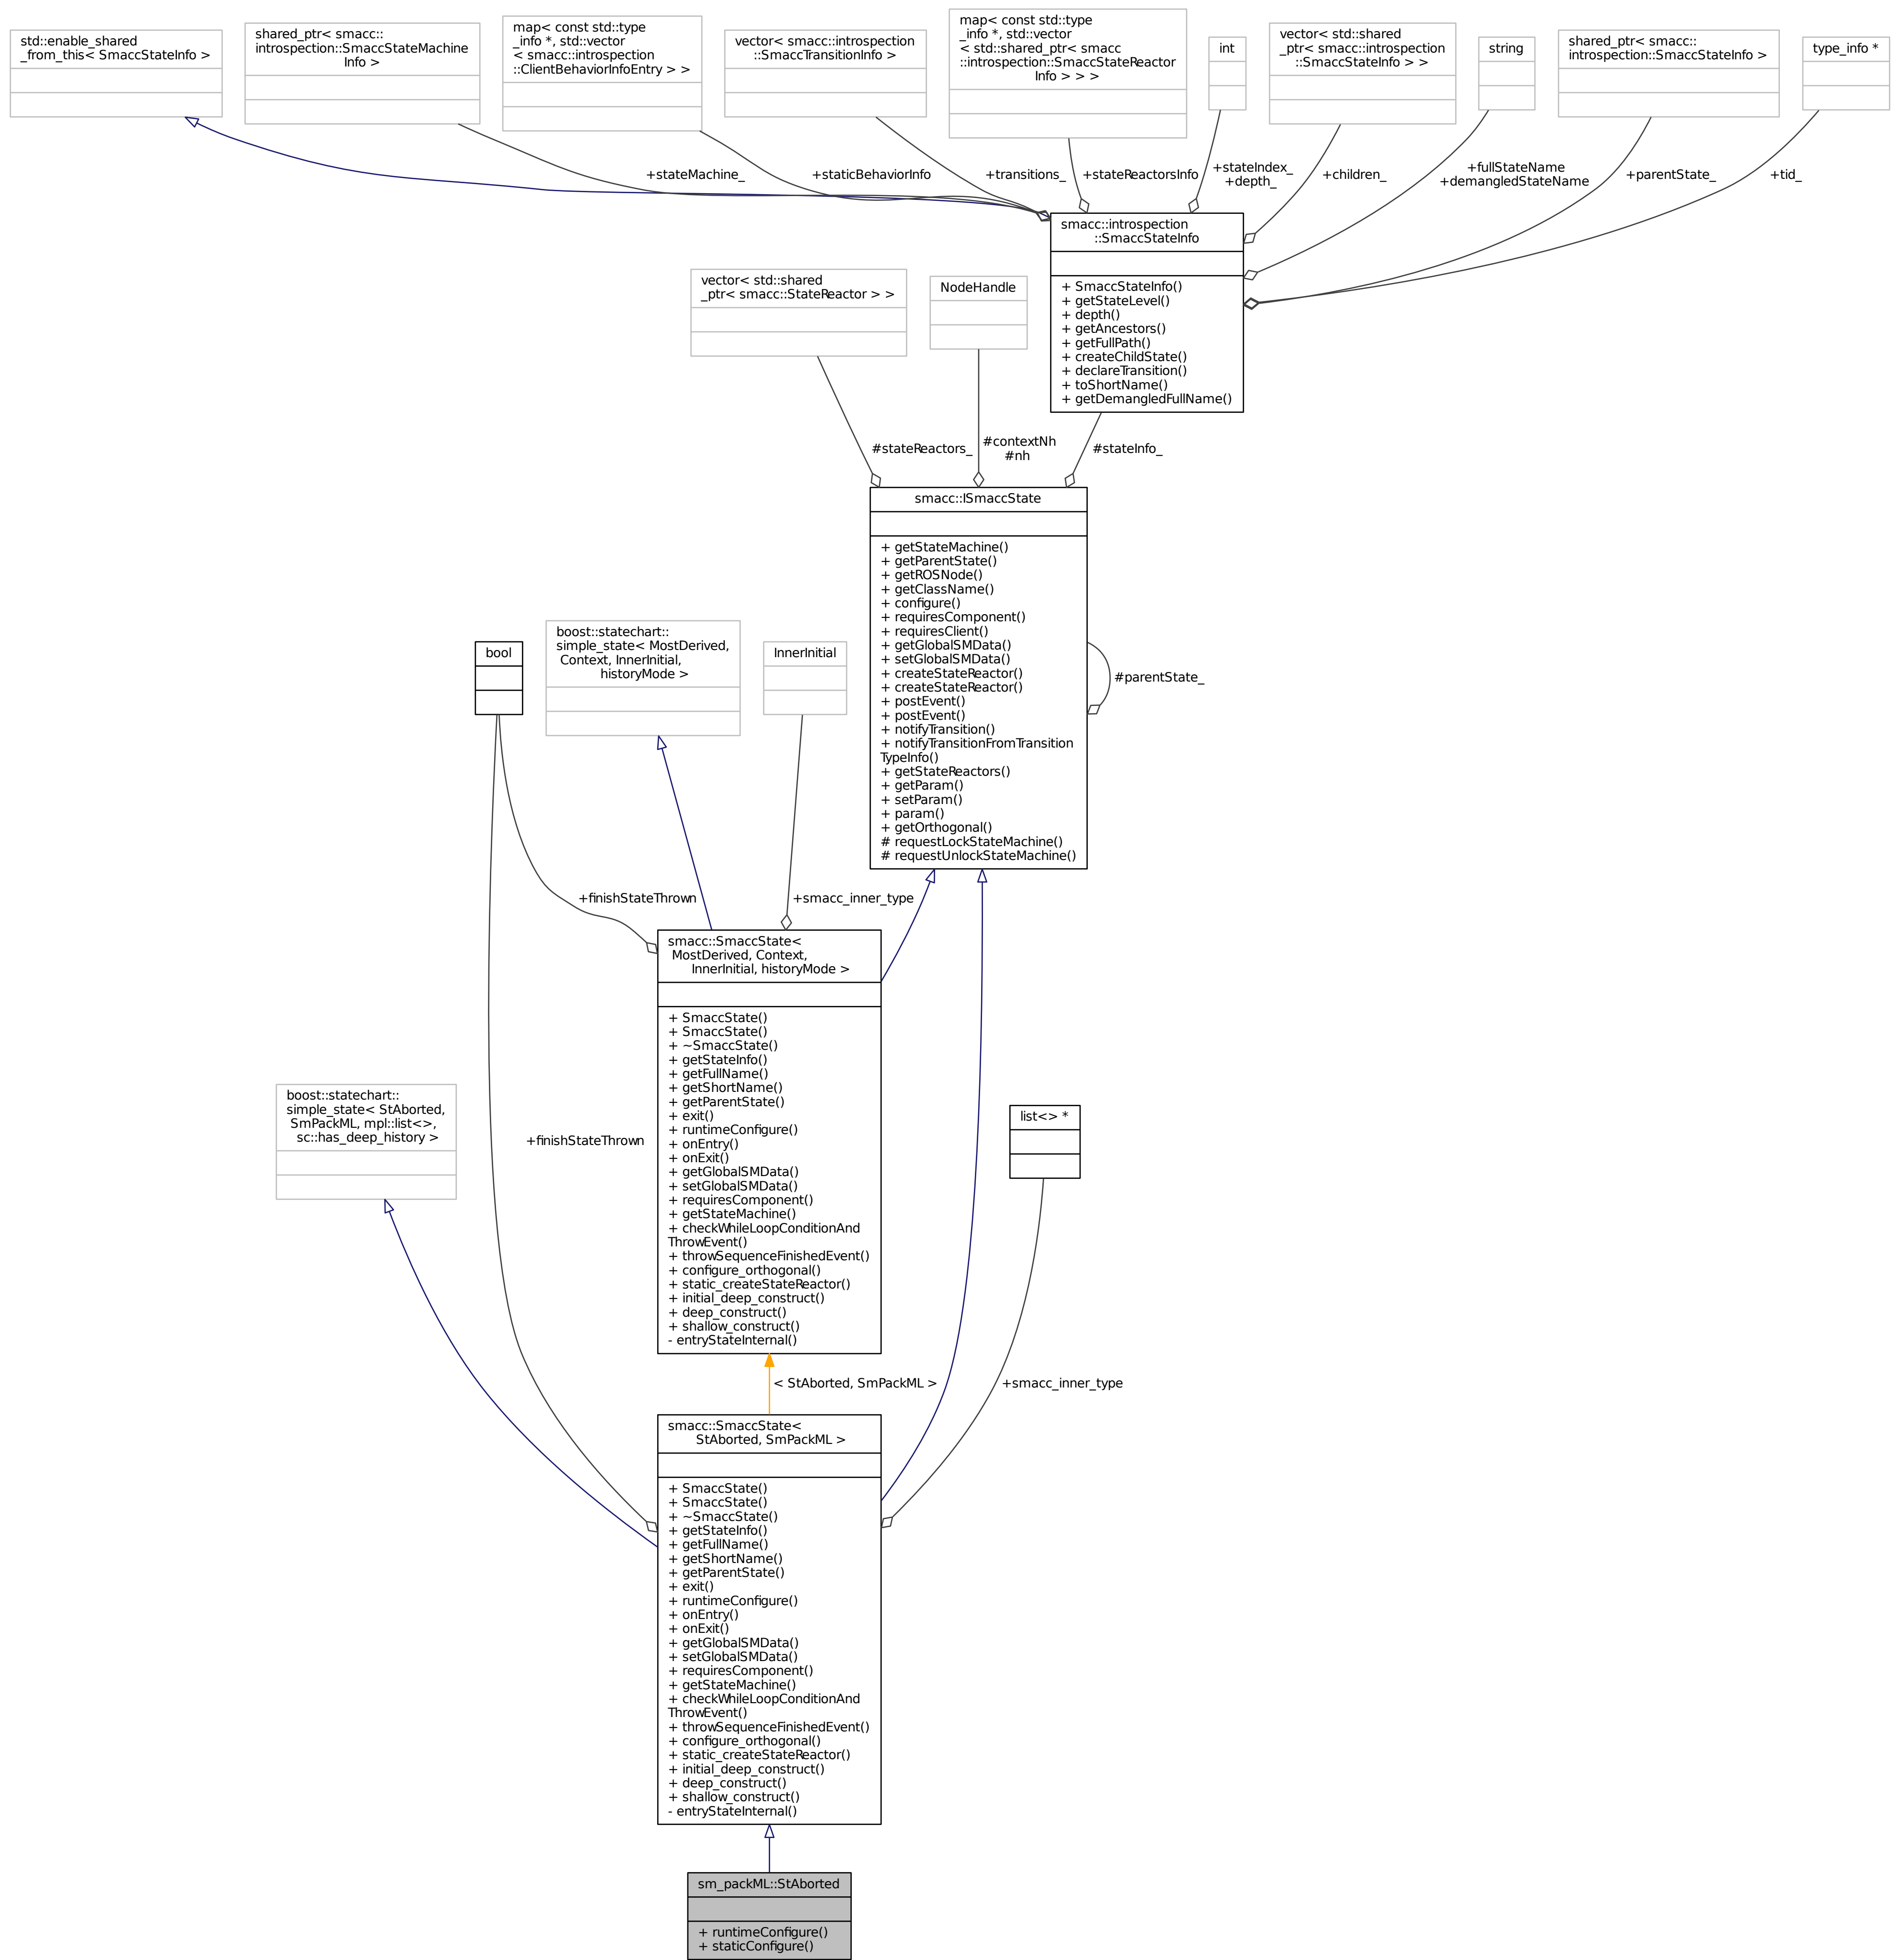 std::enable_shared
_from_this< SmaccStateInfo >
shared_ptr< smacc::
introspection::SmaccStateMachine
Info >
map< const std::type
_info *, std::vector
< smacc::introspection
::ClientBehaviorInfoEntry > >
vector< smacc::introspection
::SmaccTransitionInfo >
map< const std::type
_info *, std::vector
< std::shared_ptr< smacc
::introspection::SmaccStateReactor
Info > > >
int
vector< std::shared
_ptr< smacc::introspection
::SmaccStateInfo > >
string
shared_ptr< smacc::
introspection::SmaccStateInfo >
type_info *
+stateMachine_
+staticBehaviorInfo
+transitions_
+stateReactorsInfo
+stateIndex_
+depth_
+children_
+fullStateName
+demangledStateName
+parentState_
+tid_
smacc::introspection
::SmaccStateInfo
+ SmaccStateInfo()
+ getStateLevel()
+ depth()
+ getAncestors()
+ getFullPath()
+ createChildState()
+ declareTransition()
+ toShortName()
+ getDemangledFullName()
vector< std::shared
_ptr< smacc::StateReactor > >
NodeHandle
#stateReactors_
#contextNh
#nh
#stateInfo_
smacc::ISmaccState
+ getStateMachine()
+ getParentState()
+ getROSNode()
+ getClassName()
+ configure()
+ requiresComponent()
+ requiresClient()
+ getGlobalSMData()
+ setGlobalSMData()
+ createStateReactor()
+ createStateReactor()
+ postEvent()
+ postEvent()
+ notifyTransition()
+ notifyTransitionFromTransition
TypeInfo()
+ getStateReactors()
+ getParam()
+ setParam()
+ param()
+ getOrthogonal()
# requestLockStateMachine()
# requestUnlockStateMachine()
#parentState_
bool
boost::statechart::
simple_state< MostDerived,
Context, InnerInitial,
historyMode >
InnerInitial
+finishStateThrown
+smacc_inner_type
smacc::SmaccState<
MostDerived, Context,
InnerInitial, historyMode >
+ SmaccState()
+ SmaccState()
+ ~SmaccState()
+ getStateInfo()
+ getFullName()
+ getShortName()
+ getParentState()
+ exit()
+ runtimeConfigure()
+ onEntry()
+ onExit()
+ getGlobalSMData()
+ setGlobalSMData()
+ requiresComponent()
+ getStateMachine()
+ checkWhileLoopConditionAnd
ThrowEvent()
+ throwSequenceFinishedEvent()
+ configure_orthogonal()
+ static_createStateReactor()
+ initial_deep_construct()
+ deep_construct()
+ shallow_construct()
- entryStateInternal()
boost::statechart::
simple_state< StAborted,
SmPackML, mpl::list<>,
sc::has_deep_history >
+finishStateThrown
list<> *
< StAborted, SmPackML >
+smacc_inner_type
smacc::SmaccState<
StAborted, SmPackML >
+ SmaccState()
+ SmaccState()
+ ~SmaccState()
+ getStateInfo()
+ getFullName()
+ getShortName()
+ getParentState()
+ exit()
+ runtimeConfigure()
+ onEntry()
+ onExit()
+ getGlobalSMData()
+ setGlobalSMData()
+ requiresComponent()
+ getStateMachine()
+ checkWhileLoopConditionAnd
ThrowEvent()
+ throwSequenceFinishedEvent()
+ configure_orthogonal()
+ static_createStateReactor()
+ initial_deep_construct()
+ deep_construct()
+ shallow_construct()
- entryStateInternal()
sm_packML::StAborted
+ runtimeConfigure()
+ staticConfigure()